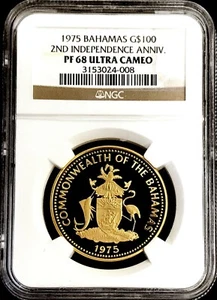 1975 BAHAMAS G$100
2ND INDEPENDENCE ANNIV.
PF 68 ULTRA CAMEO
3153024-008
NGC
COMMONWEALTH OF THE BAHAMAS
1975